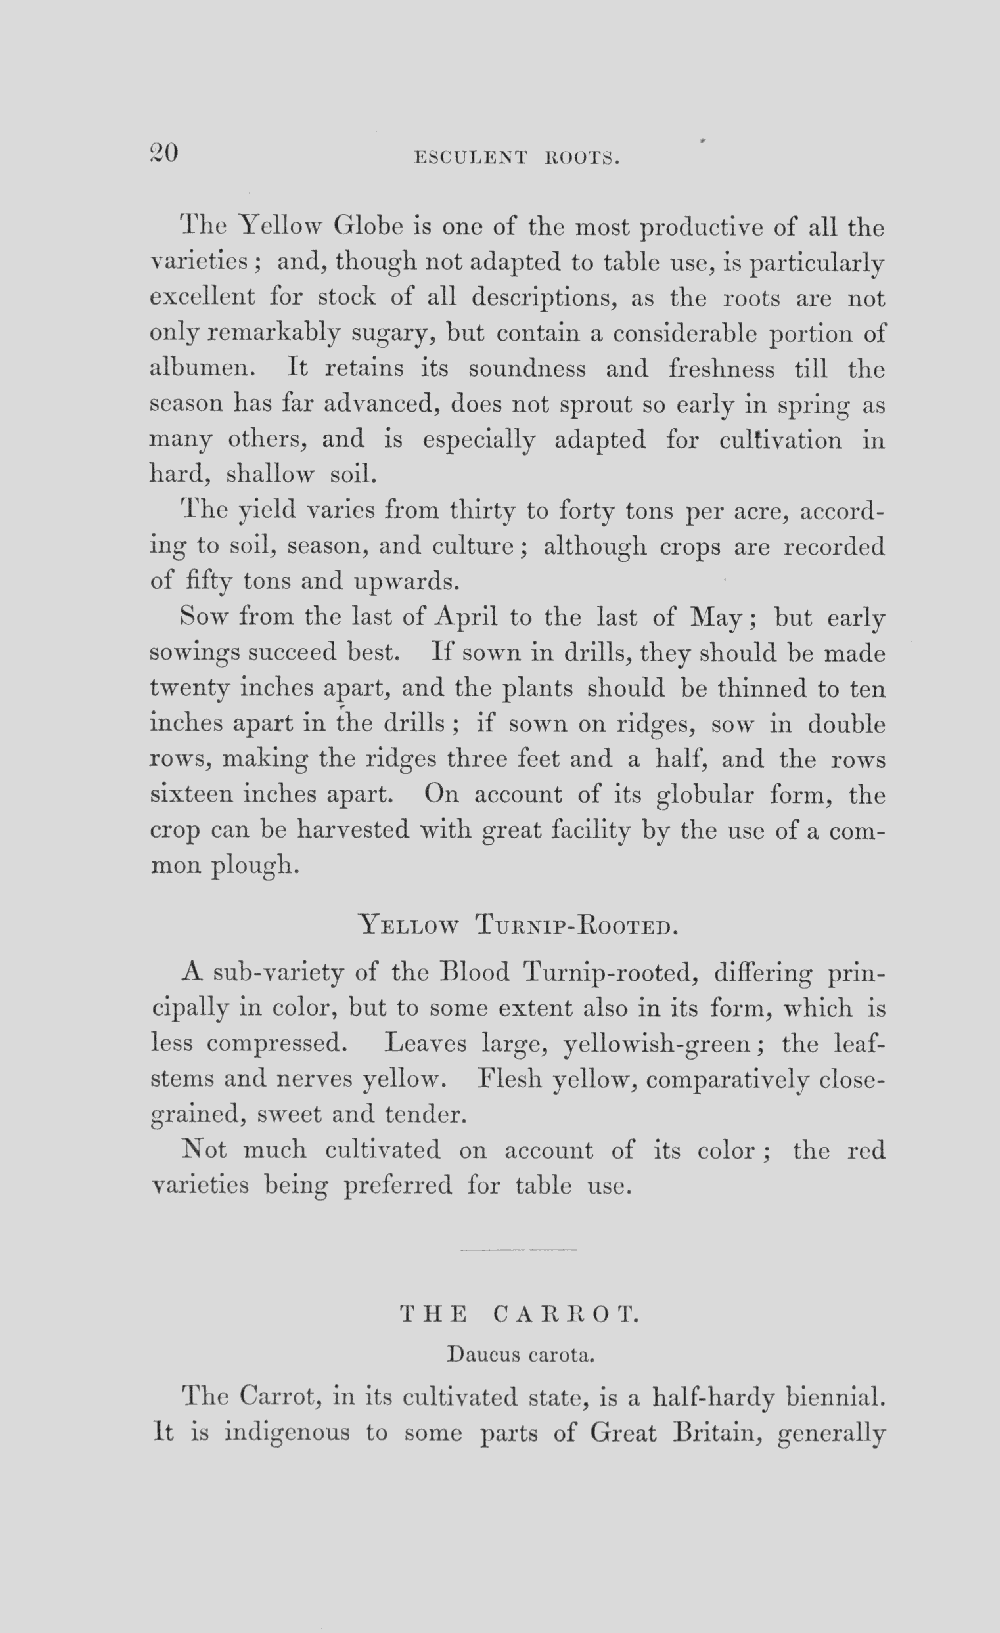 20
ESCULENT ROOTS.
The Yellow Globe is one of the most productive of all the
varieties; and, though not adapted to table use, is particularly
excellent for stock of all descriptions, as the roots are not
only remarkably sugary, but contain a considerable portion of
albumen. It retains its soundness and freshness till the
season has far advanced, does not sprout so early in spring as
many others, and is especially adapted for cultivation in
hard, shallow soil.
The yield varies from thirty to forty tons per acre, accord-
ing to soil, season, and culture; although crops are recorded
of fifty tons and upwards.
Sow from the last of April to the last of May; but early
sowings succeed best. If sown in drills, they should be made
twenty inches apart, and the plants should be thinned to ten
inches apart in the drills; if sown on ridges, sow in double
rows, making the ridges three feet and a half, and the rows
sixteen inches apart. On account of its globular form, the
crop can be harvested with great facility by the use of a com-
mon plough.
YELLOW TURNIP-ROOTED.
A sub-variety of the Blood Turnip-rooted, differing prin-
cipally in color, but to some extent also in its form, which is
less compressed. Leaves large, yellowish-green; the leaf-
stems and nerves yellow. Flesh yellow, comparatively close-
grained, sweet and tender.
Not much cultivated on account of its color; the red
varieties being preferred for table use.
THE CARROT.
Daucus carota.
The Carrot, in its cultivated state, is a half-hardy biennial.
It is indigenous to some parts of Great Britain, generally